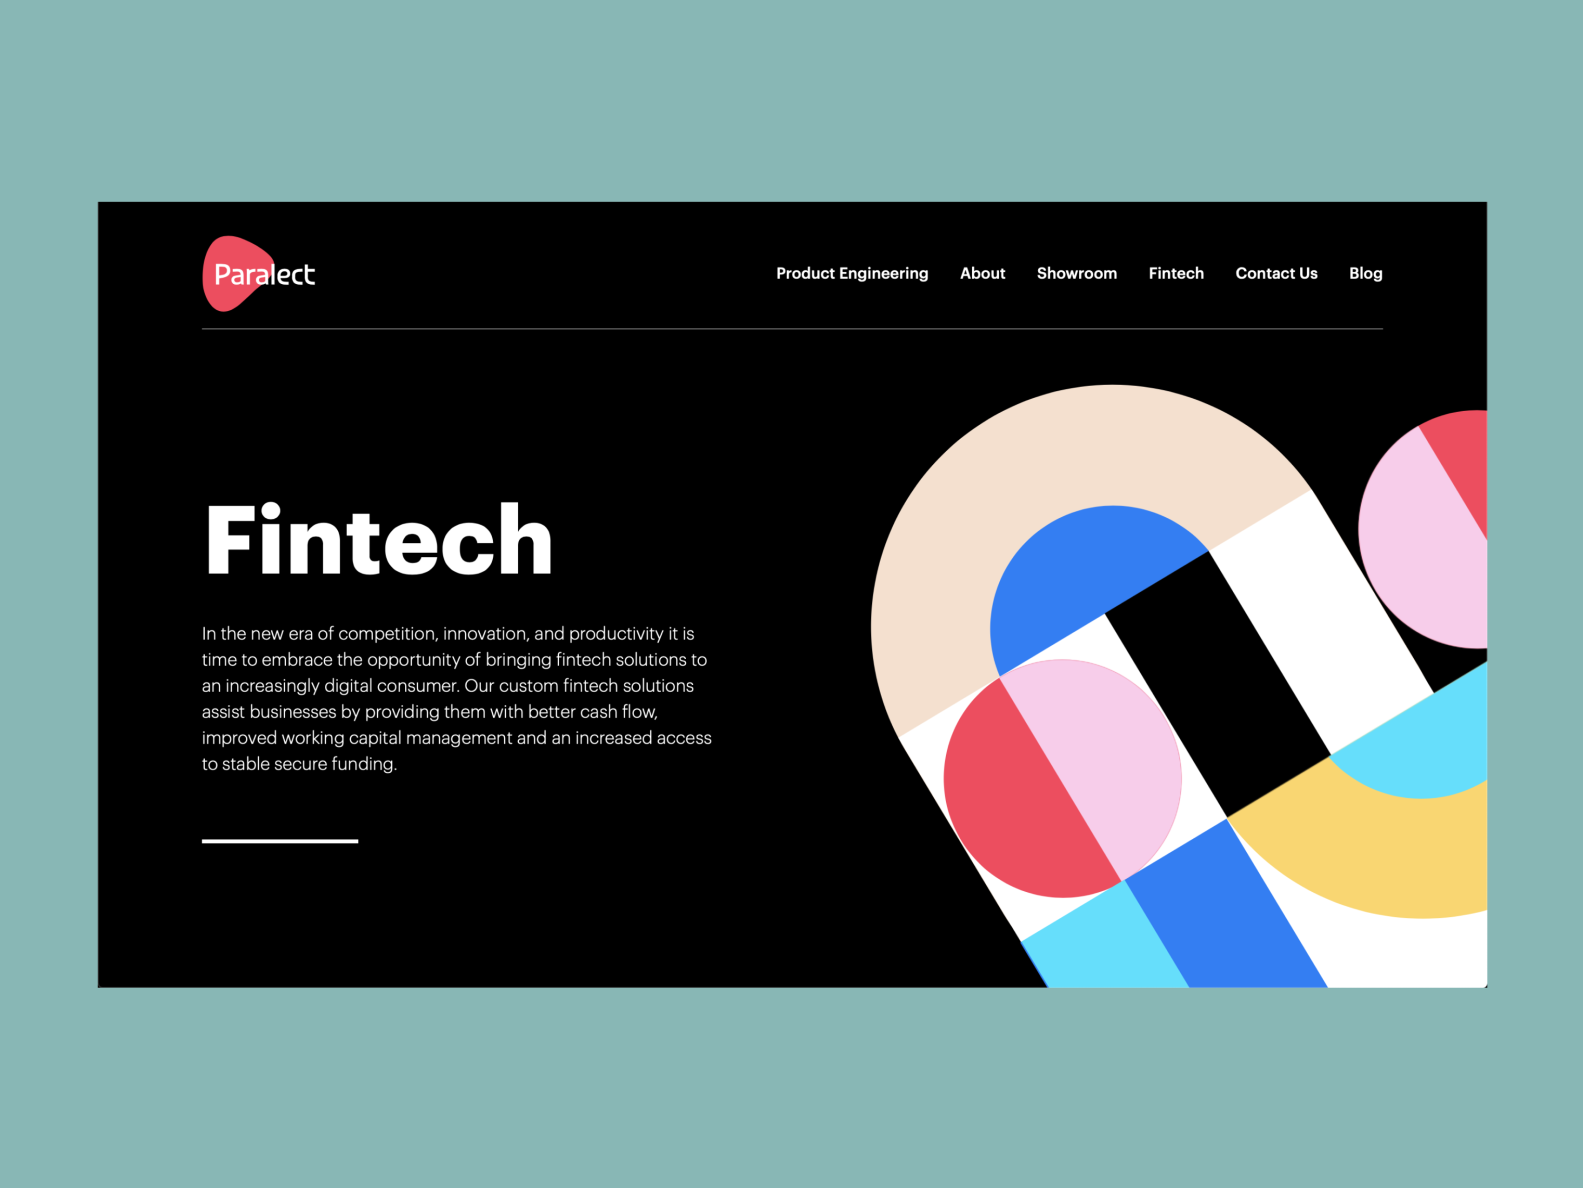 Paralect
Product Engineering About Showroom Fintech Contact Us Blog
Fintech
In the new era of competition, innovation, and productivity it is
time to embrace the opportunity of bringing fintech solutions to
an increasingly digital consumer. Our custom fintech solutions
assist businesses by providing them with better cash flow,
improved working capital management and an increased access
to stable secure funding.